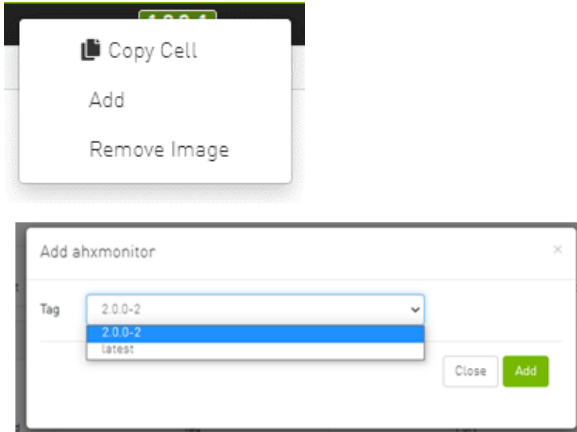 Copy Cell
Add
Remove Image
Add ahxmonitor
×
Tag
2.0.0-2
2.0.0-2
latest
Close
Add